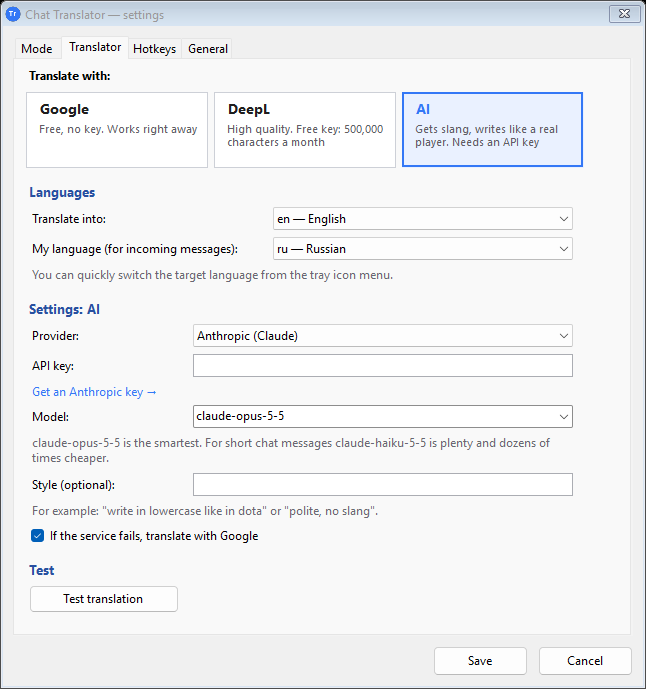 Tr Chat Translator — settings
Mode Translator Hotkeys General
Translate with:
Google
Free, no key. Works right away
DeepL
High quality. Free key: 500,000
characters a month
AI
Gets slang, writes like a real
player. Needs an API key
Languages
Translate into: en — English
My language (for incoming messages): ru — Russian
You can quickly switch the target language from the tray icon menu.
Settings: AI
Provider: Anthropic (Claude)
API key:
Get an Anthropic key →
Model: claude-opus-5-5
claude-opus-5-5 is the smartest. For short chat messages claude-haiku-5-5 is plenty and dozens of
times cheaper.
Style (optional):
For example: "write in lowercase like in dota" or "polite, no slang".
If the service fails, translate with Google
Test
Test translation
Save Cancel